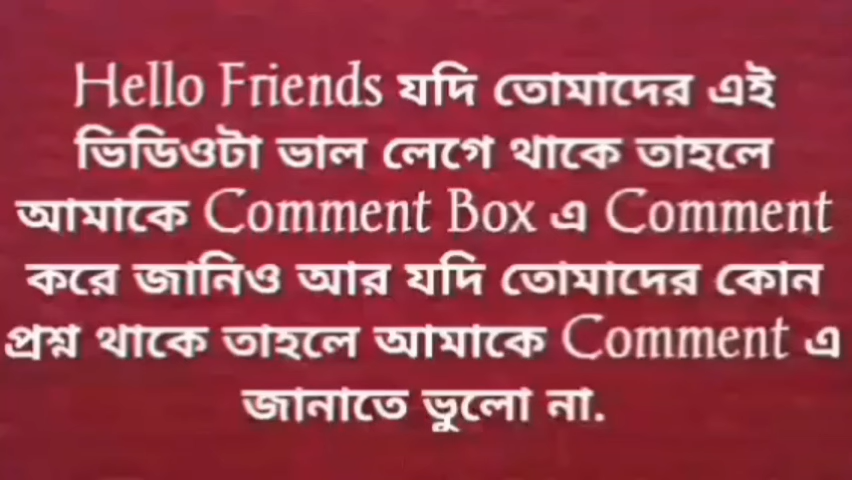 Hello Friends যদি তোমাদের এই
ভিডিওটা ভাল লেগে থাকে তাহলে
আমাকে Comment Box এ Comment
করে জানিও আর যদি তোমাদের কোন
প্রশ্ন থাকে তাহলে আমাকে Comment এ
জানাতে ভুলো না.